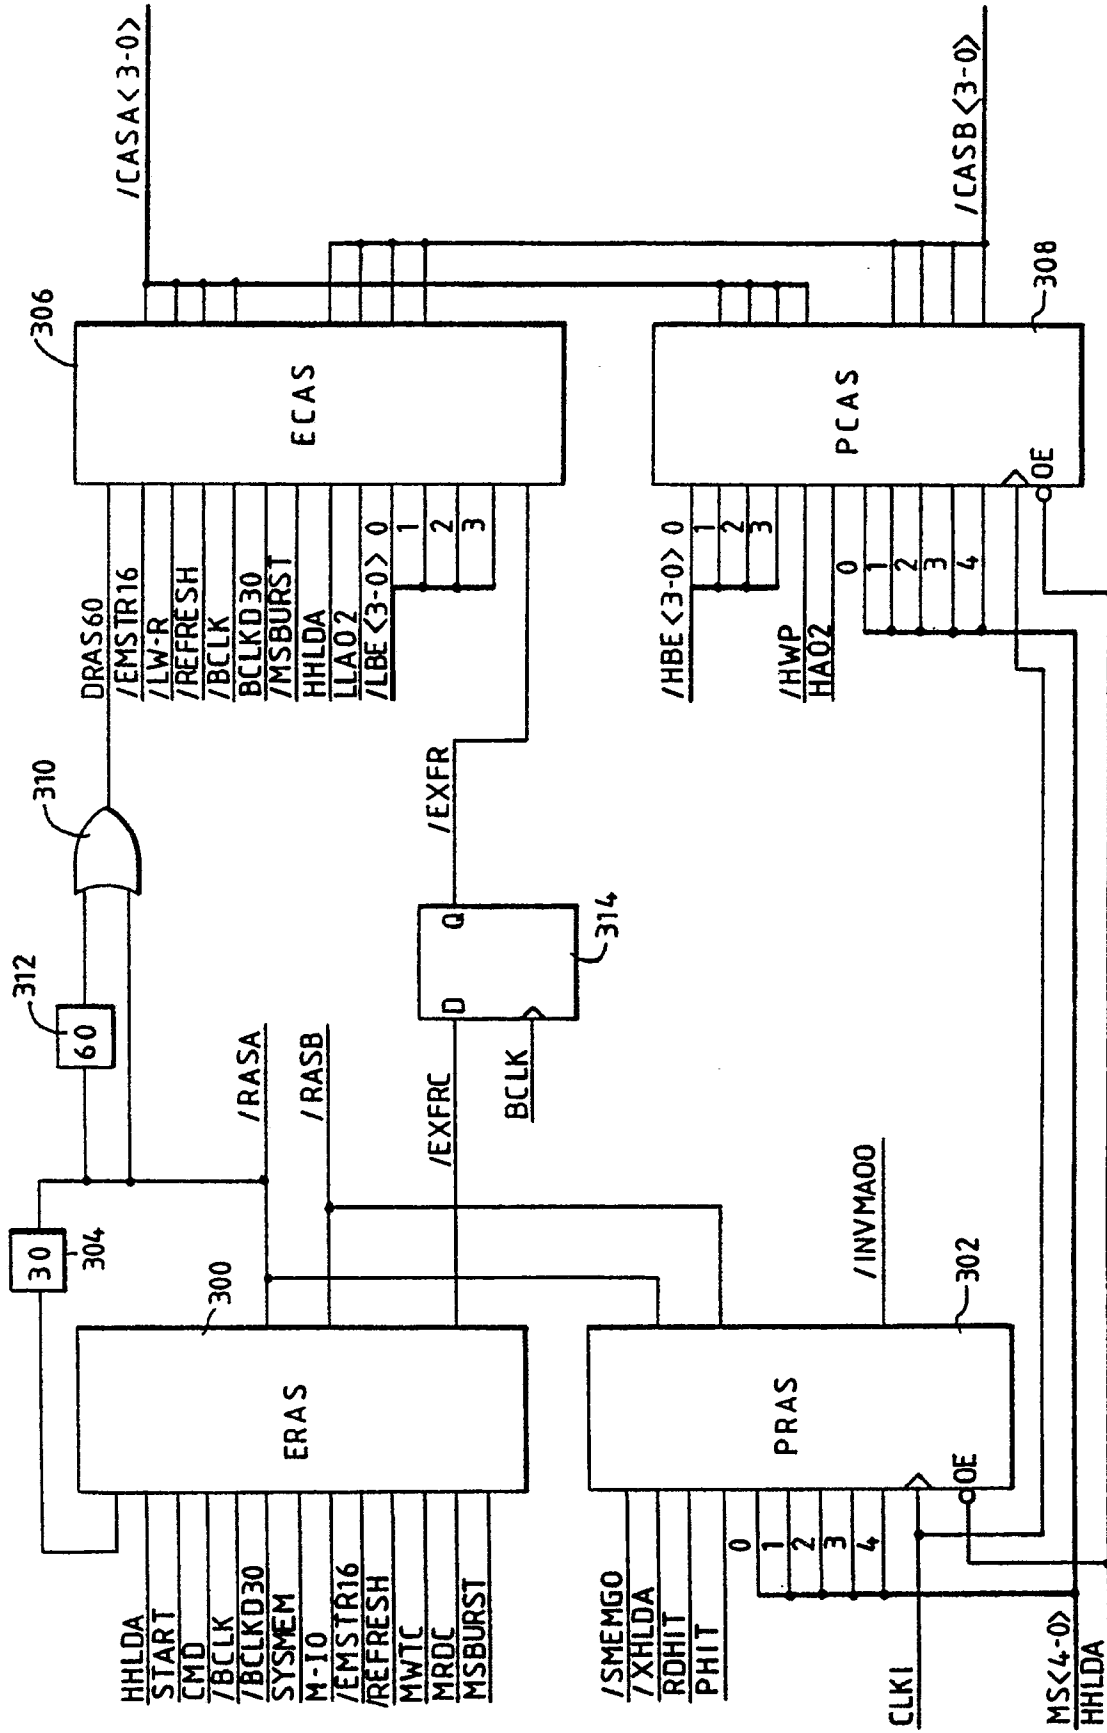 30
304
HHLDA
START
CMD
/BCLK
/BCLKD30
SYSMEM
M-IO
/EMSTR16
/REFRESH
MWTC
MRDC
MSBURST
ERAS
300
/RASA
/RASB
/EXFRC
60
312
310
DRAS60
D
Q
BCLK
314
/EXFR
/EMSTR16
/LW-R
/REFRESH
/BCLK
BCLKD30
/MSBURST
HHLDA
LLA02
/LBE<3-0>
0
1
2
3
ECAS
306
/CASA<3-0>
/SMEMGO
/XHLDA
RDHIT
PHIT
0
1
2
3
4
CLK1
MS<4-0>
HHLDA
PRAS
OE
302
/INVMA00
/HBE<3-0>
0
1
2
3
/HWP
HA02
0
1
2
3
4
PCAS
OE
308
/CASB<3-0>